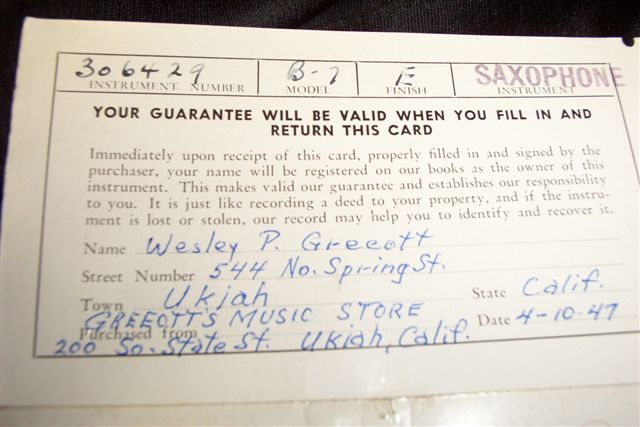 306429 B-7 E SAXOPHONE
INSTRUMENT NUMBER MODEL FINISH INSTRUMENT
YOUR GUARANTEE WILL BE VALID WHEN YOU FILL IN AND
RETURN THIS CARD
Immediately upon receipt of this card, properly filled in and signed by the
purchaser, your name will be registered on our books as the owner of this
instrument. This makes valid our guarantee and establishes our responsibility
to you. It is just like recording a deed to your property, and if the instru-
ment is lost or stolen, our record may help you to identify and recover it.
Name Wesley P. Greeott
Street Number 544 No. Spring St.
Town Ukiah State Calif.
GREEOTT'S MUSIC STORE
Purchased from Date 4-10-47
200 So. State St. Ukiah, Calif.